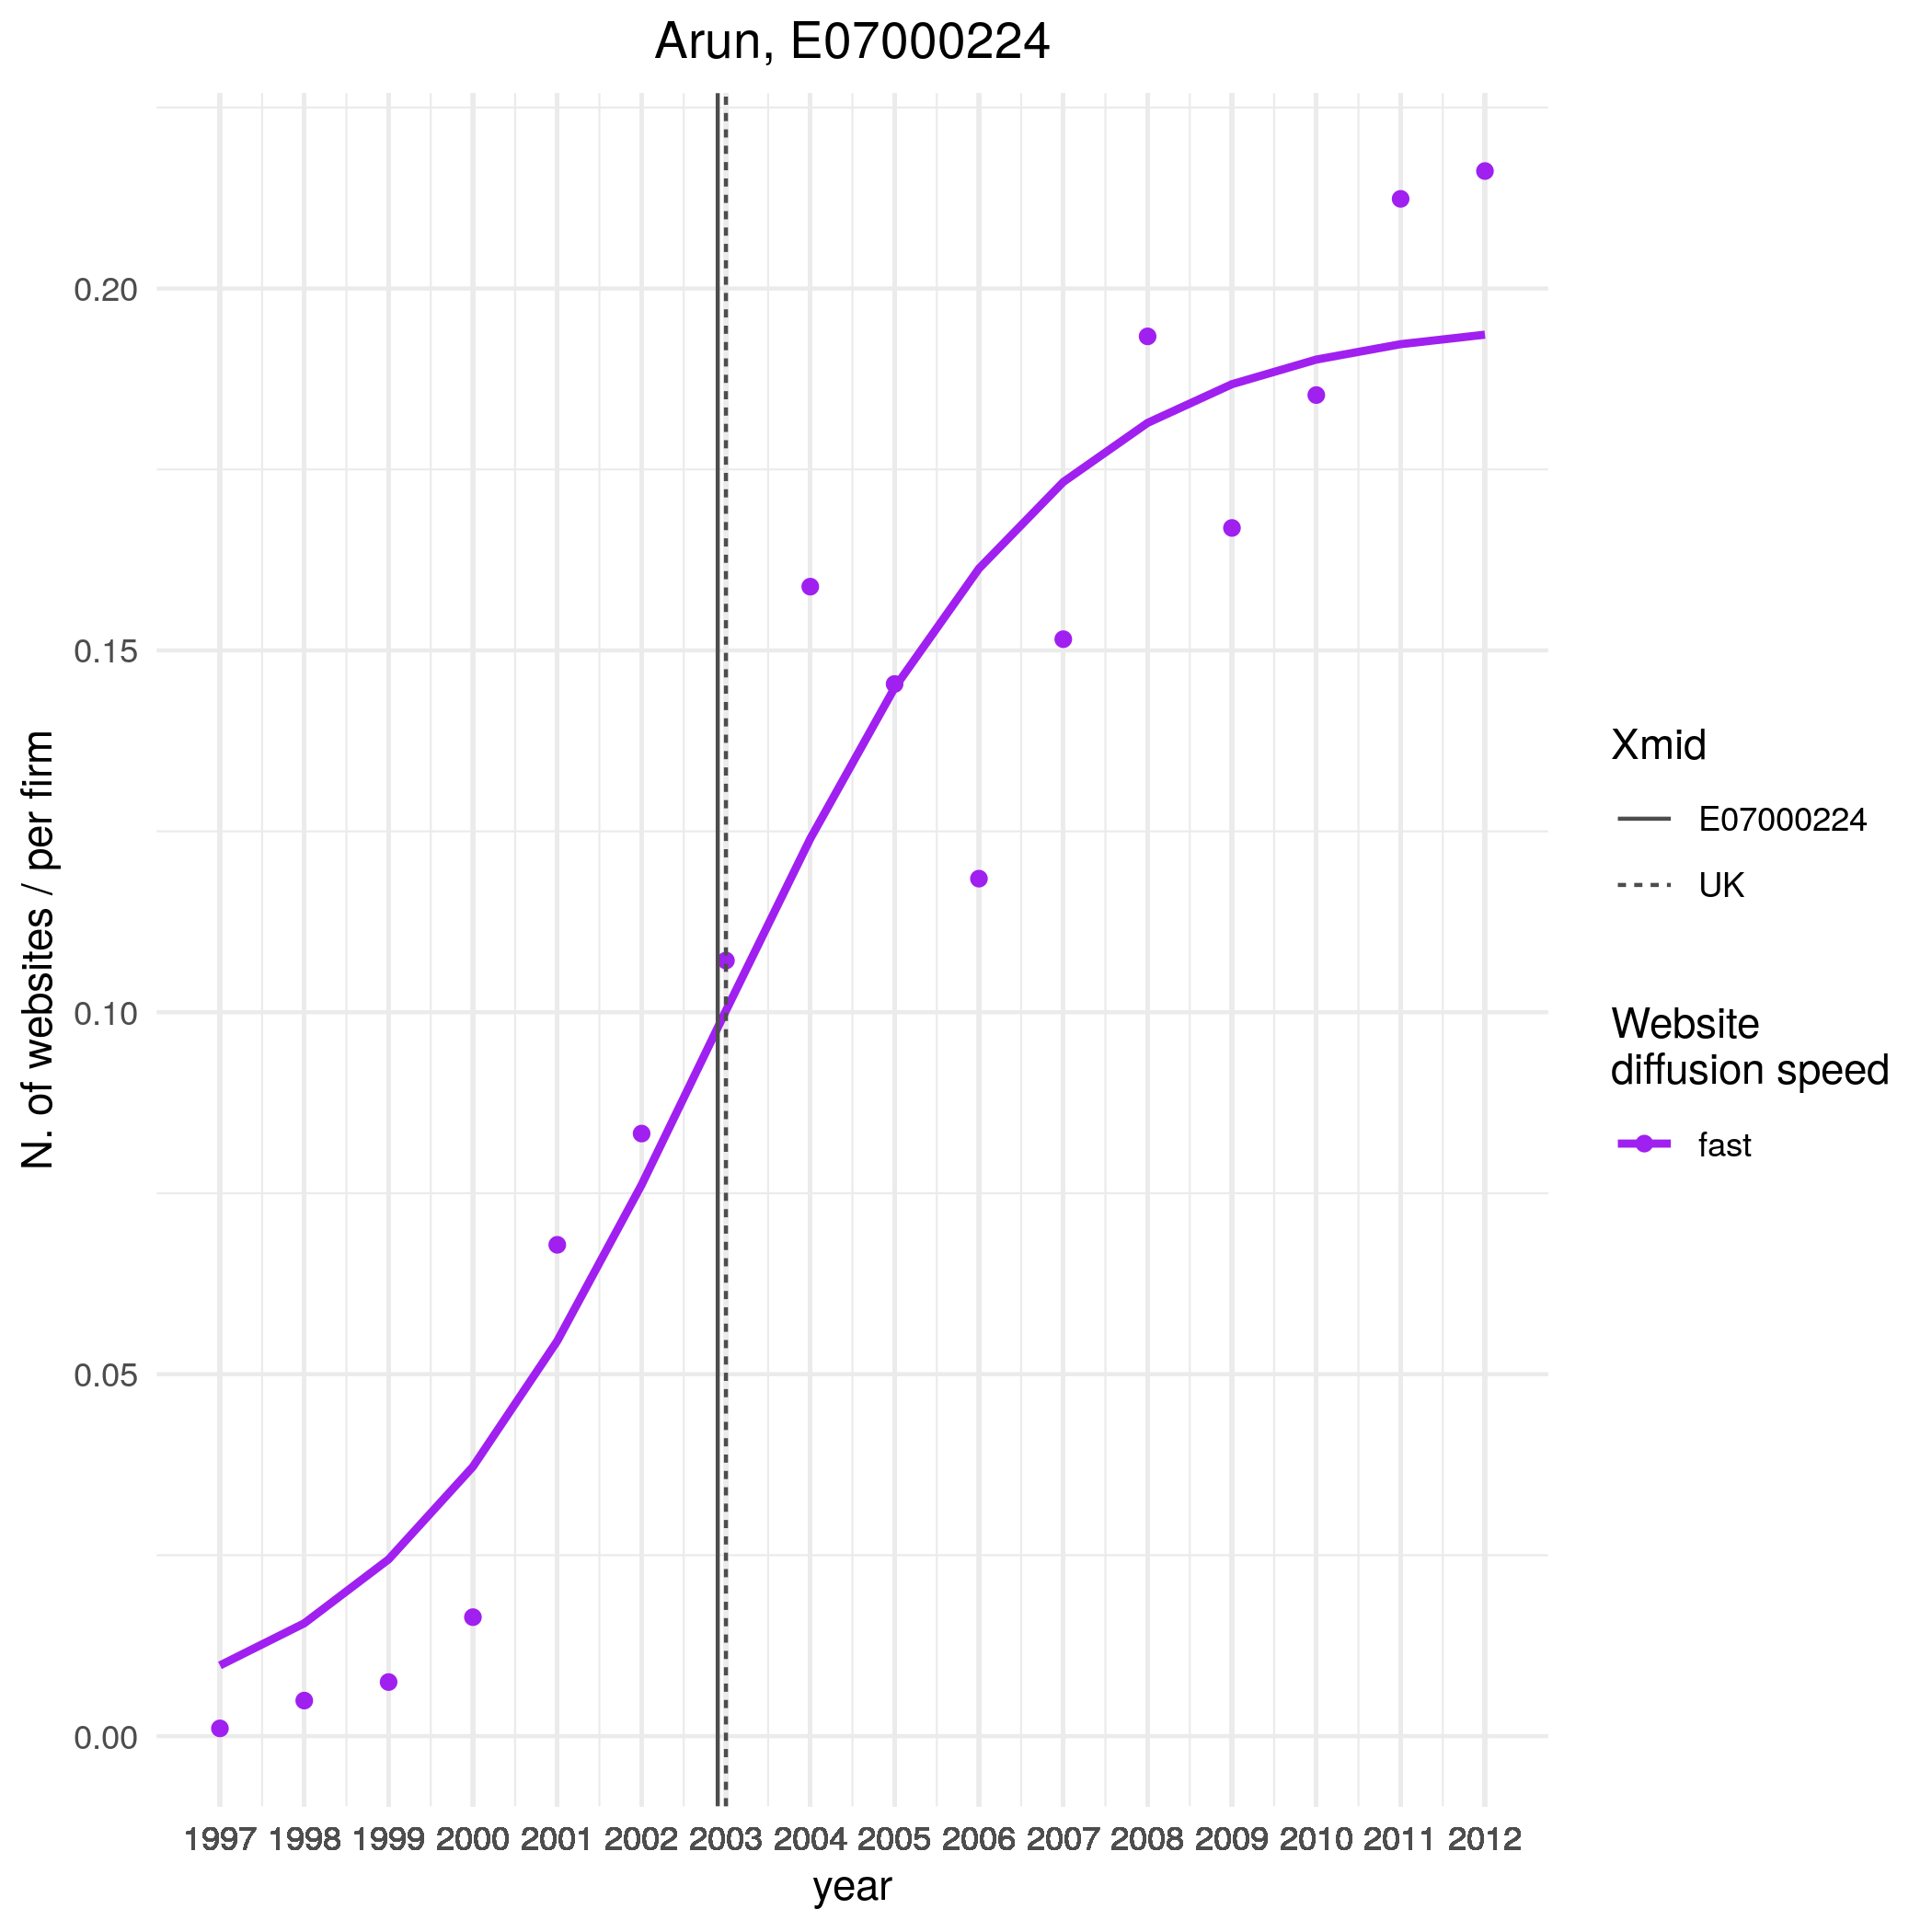 Arun, E07000224
N. of websites / per firm
0.20
0.15
0.10
0.05
0.00
1997 1998 1999 2000 2001 2002 2003 2004 2005 2006 2007 2008 2009 2010 2011 2012
year
Xmid
E07000224
UK
Website
diffusion speed
fast